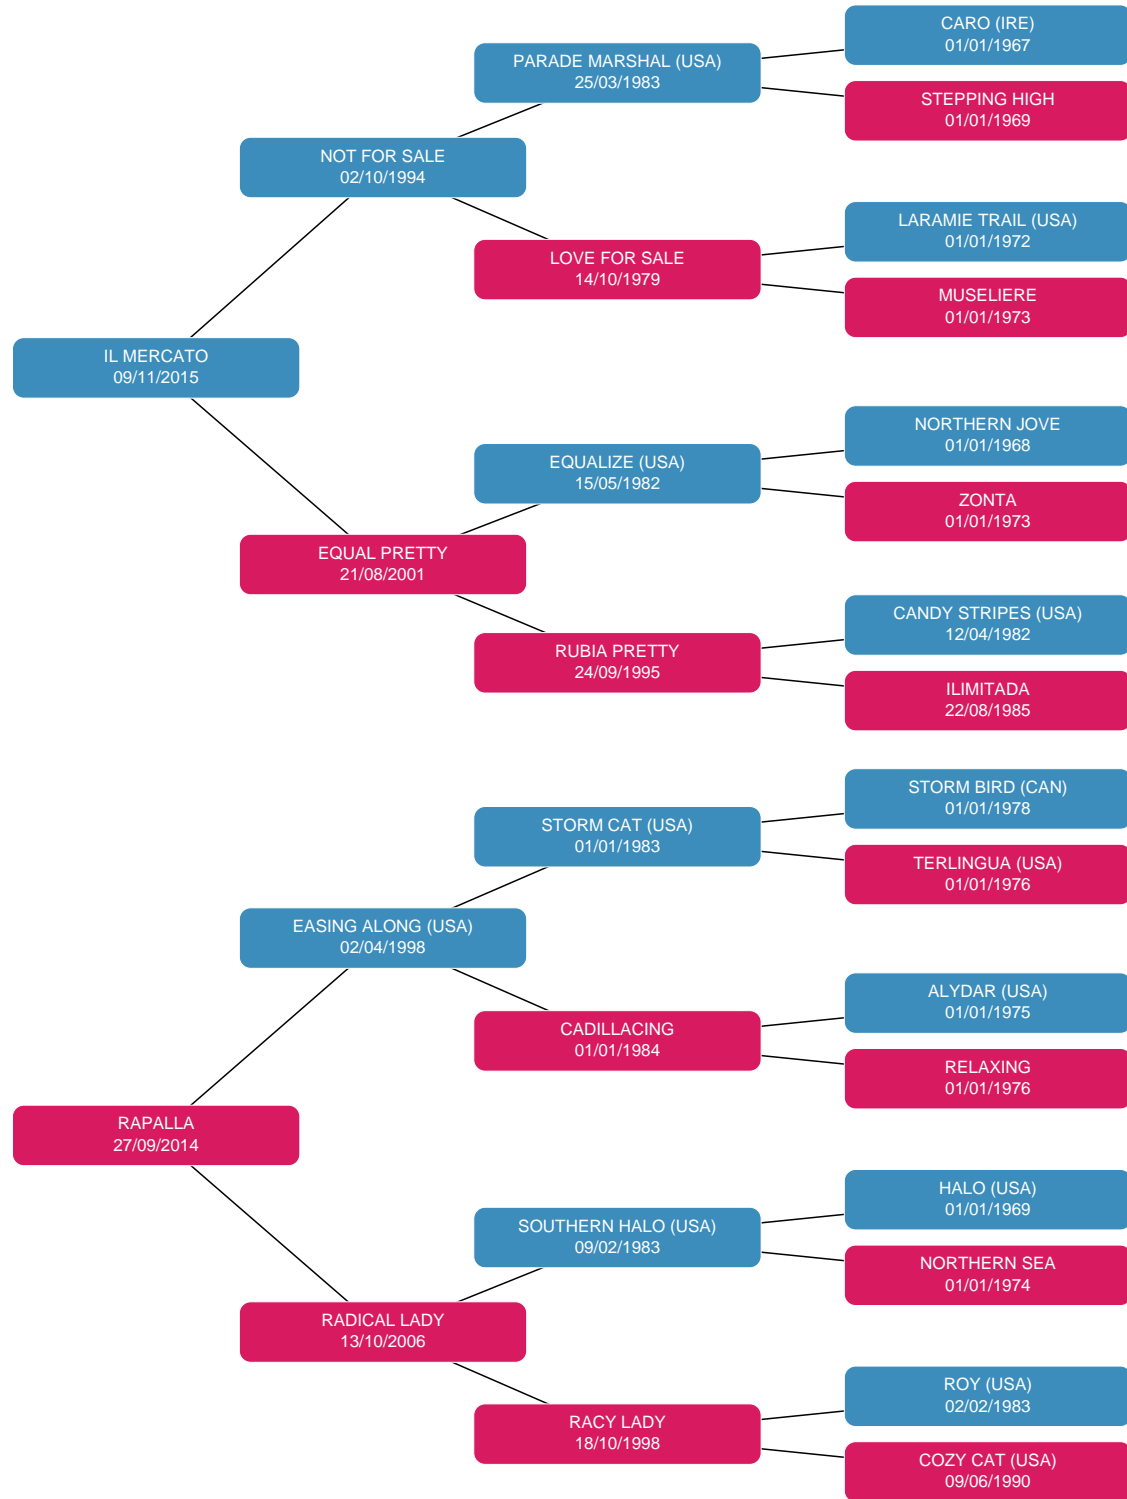 CARO (IRE)
01/01/1967
PARADE MARSHAL (USA)
25/03/1983
STEPPING HIGH
01/01/1969
NOT FOR SALE
02/10/1994
LARAMIE TRAIL (USA)
01/01/1972
LOVE FOR SALE
14/10/1979
MUSELIERE
01/01/1973
IL MERCATO
09/11/2015
NORTHERN JOVE
01/01/1968
EQUALIZE (USA)
15/05/1982
ZONTA
01/01/1973
EQUAL PRETTY
21/08/2001
CANDY STRIPES (USA)
12/04/1982
RUBIA PRETTY
24/09/1995
ILIMITADA
22/08/1985
STORM BIRD (CAN)
01/01/1978
STORM CAT (USA)
01/01/1983
TERLINGUA (USA)
01/01/1976
EASING ALONG (USA)
02/04/1998
ALYDAR (USA)
01/01/1975
CADILLACING
01/01/1984
RELAXING
01/01/1976
RAPALLA
27/09/2014
HALO (USA)
01/01/1969
SOUTHERN HALO (USA)
09/02/1983
NORTHERN SEA
01/01/1974
RADICAL LADY
13/10/2006
ROY (USA)
02/02/1983
RACY LADY
18/10/1998
COZY CAT (USA)
09/06/1990